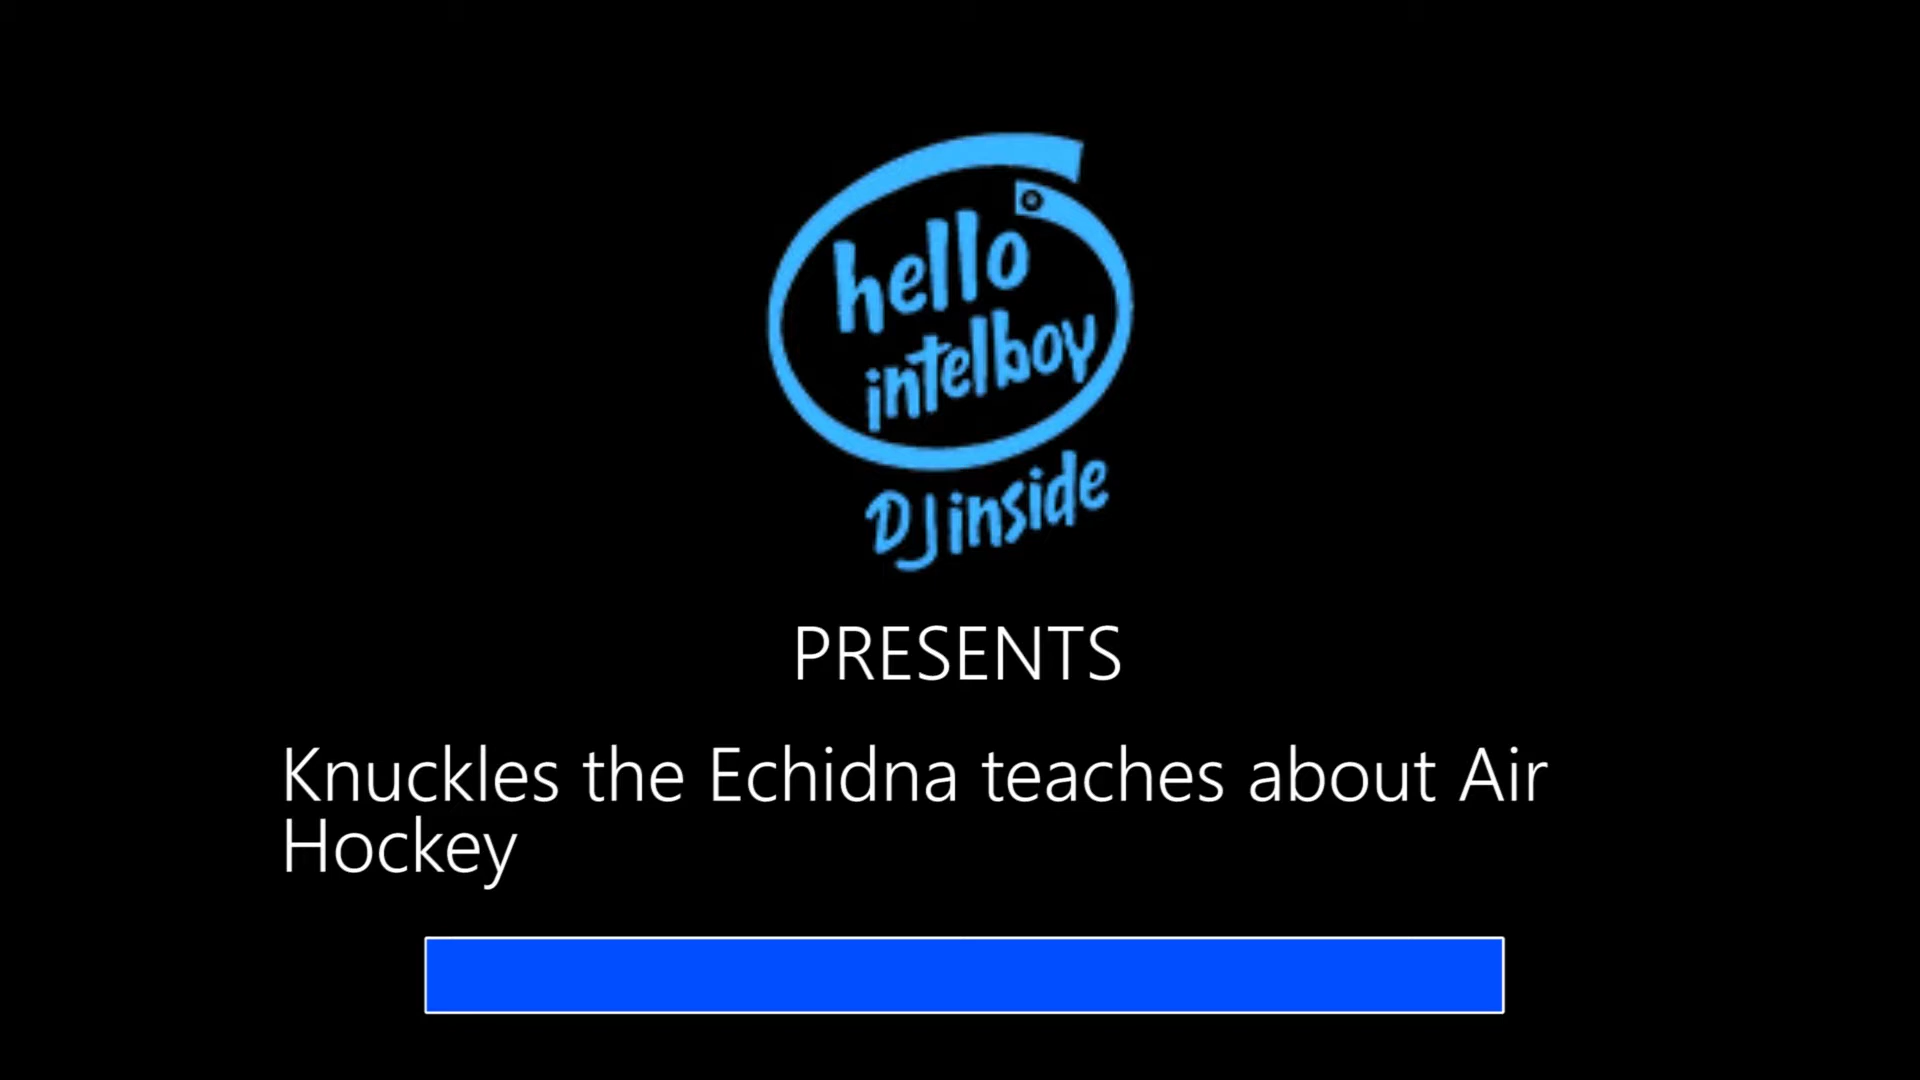 hello
intelboy
DJ inside
PRESENTS
Knuckles the Echidna teaches about Air
Hockey